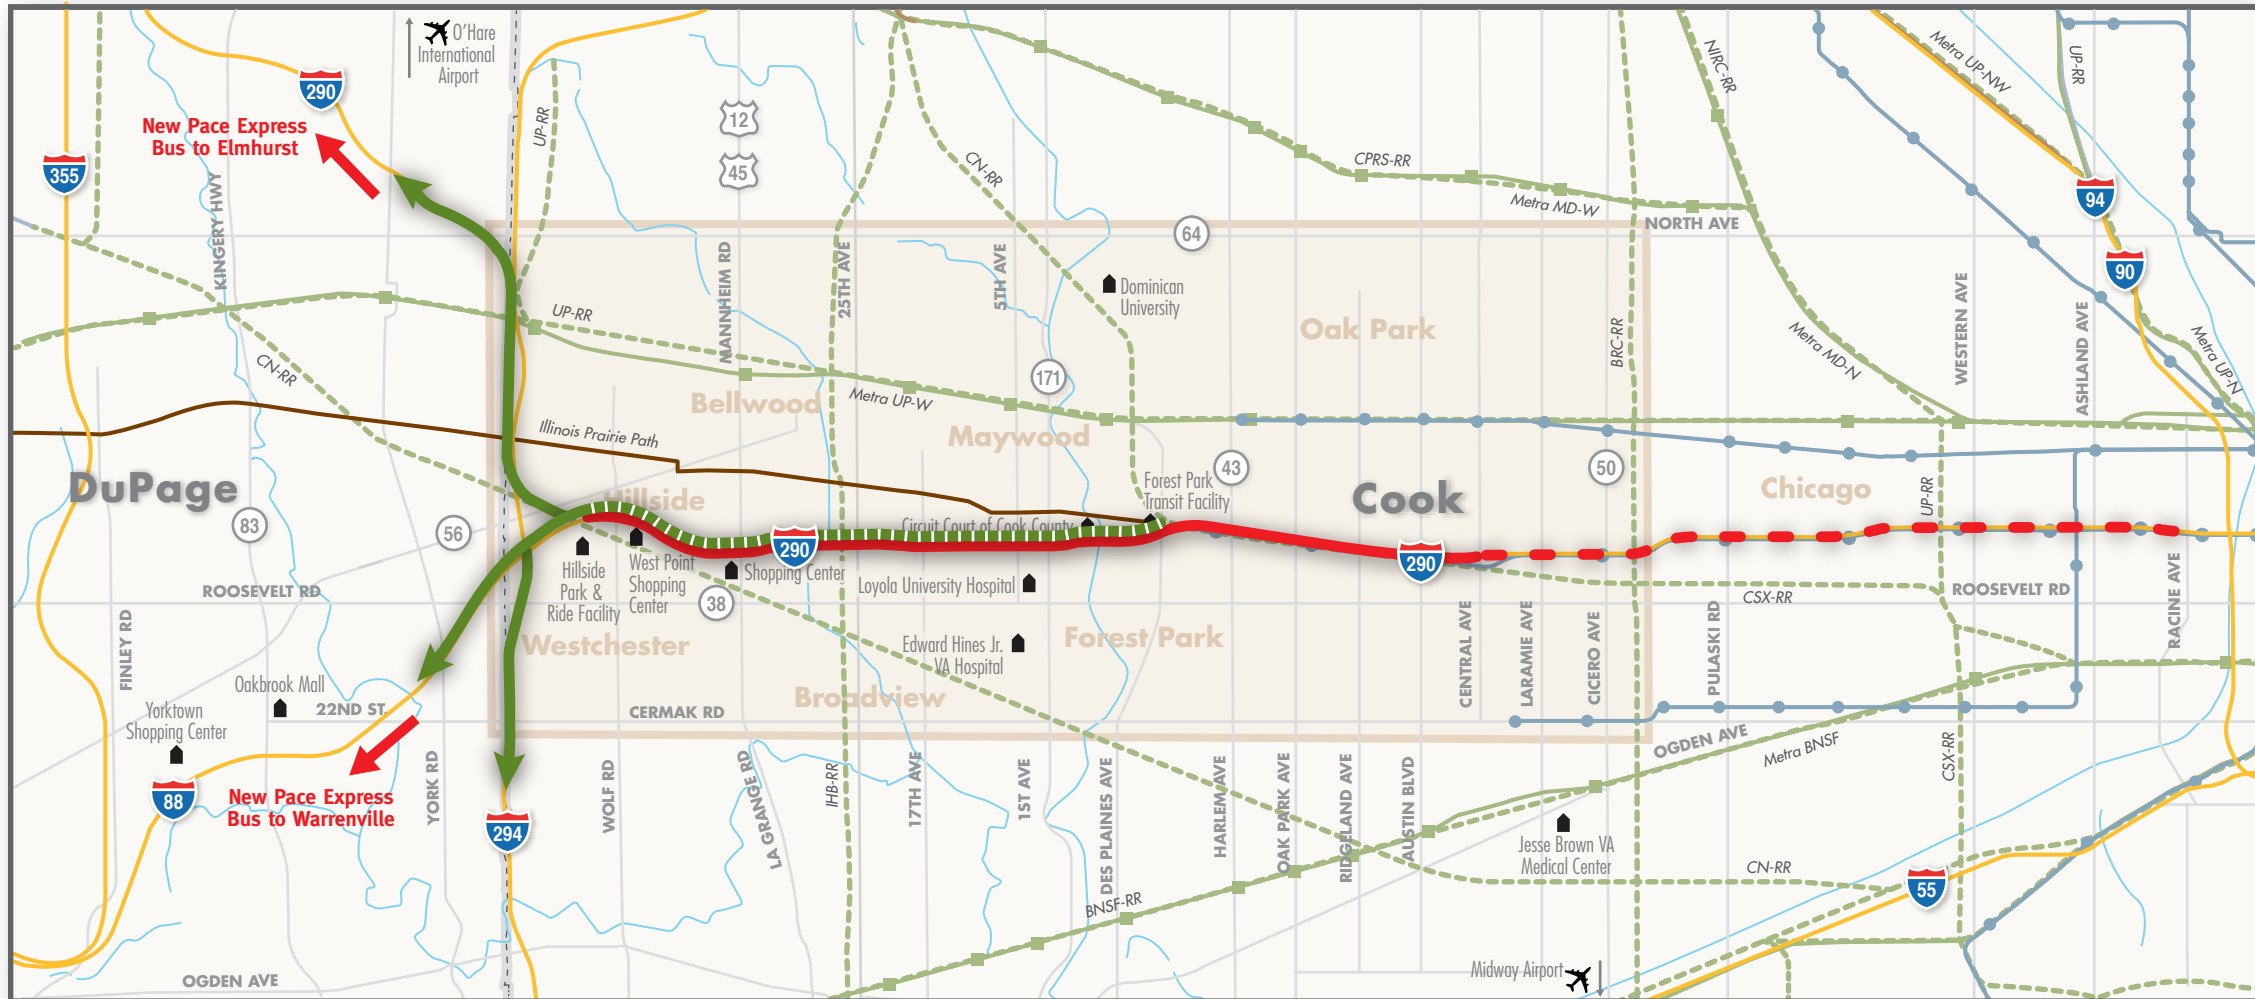 O'Hare
International
Airport
290
New Pace Express
Bus to Elmhurst
355
KINGERY HWY
UP-RR
12
45
CN-RR
CPRS-RR
Metra MD-W
NIRC-RR
Metra UP-NW
UP-RR
94
90
NORTH AVE
64
MANNHEIM RD
25TH AVE
5TH AVE
Dominican
University
Oak Park
BRC-RR
Metra MD-N
WESTERN AVE
ASHLAND AVE
Metra UP-N
UP-RR
CN-RR
171
Bellwood
Metra UP-W
Maywood
Illinois Prairie Path
DuPage
83
56
Hillside
43
50
Cook
Chicago
UP-RR
Forest Park
Transit Facility
Circuit Court of Cook County
290
290
Hillside
Park &
Ride Facility
West Point
Shopping
Center
Shopping Center
38
Loyola University Hospital
ROOSEVELT RD
CSX-RR
ROOSEVELT RD
RACINE AVE
FINLEY RD
Westchester
Edward Hines Jr.
VA Hospital
Forest Park
CENTRAL AVE
LARAMIE AVE
CICERO AVE
PULASKI RD
Broadview
Oakbrook Mall
22ND ST.
CERMAK RD
Yorktown
Shopping Center
88
New Pace Express
Bus to Warrenville
YORK RD
294
WOLF RD
LA GRANGE RD
IHB-RR
17TH AVE
1ST AVE
DES PLAINES AVE
HARLEM AVE
OAK PARK AVE
RIDGELAND AVE
AUSTIN BLVD
OGDEN AVE
Metra BNSF
CSX-RR
Jesse Brown VA
Medical Center
CN-RR
55
BNSF-RR
Midway Airport
OGDEN AVE